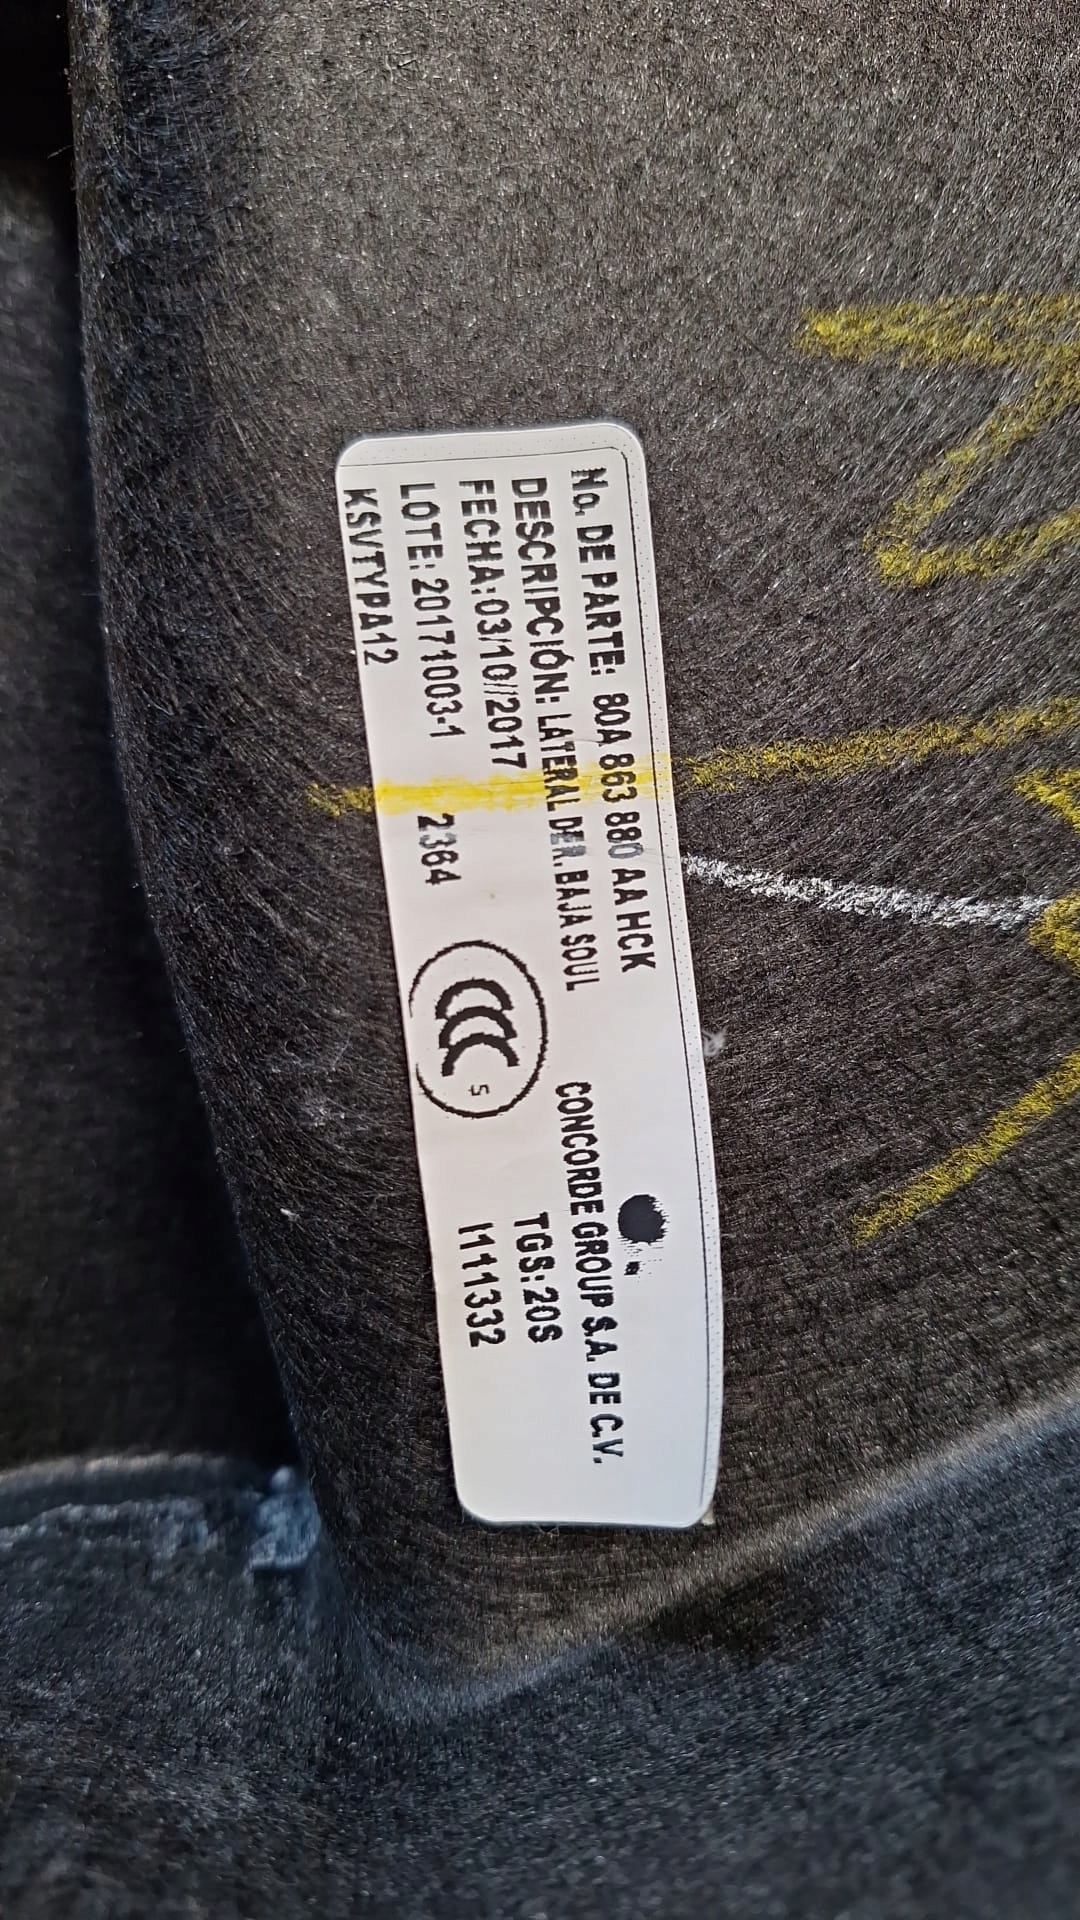 No. DE PARTE: 80A 863 880 AA HCK
DESCRIPCIÓN: LATERAL DER. BAJA SOUL
CONCORDE GROUP S.A. DE C.V.
FECHA:03/10//2017
TGS:20S
LOTE: 20171003-1 2364
CCC S
I111332
KSVTYPA12